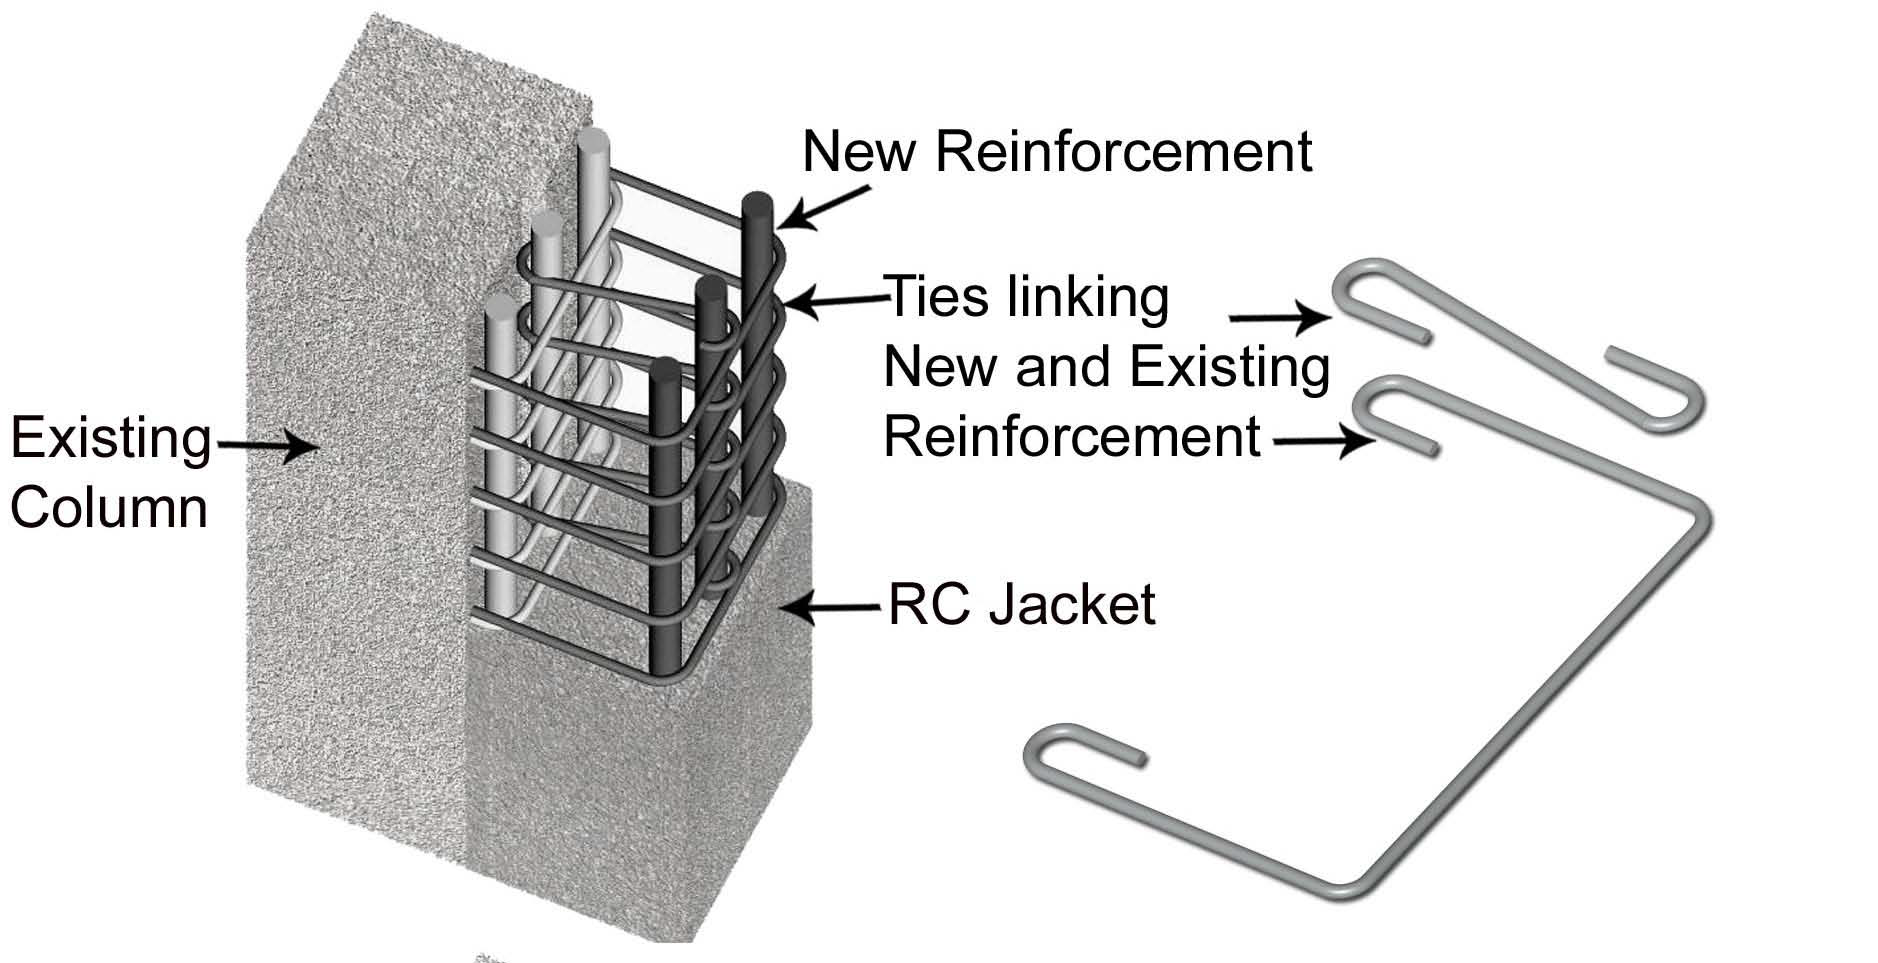 New Reinforcement
Ties linking
New and Existing
Reinforcement
Existing
Column
RC Jacket